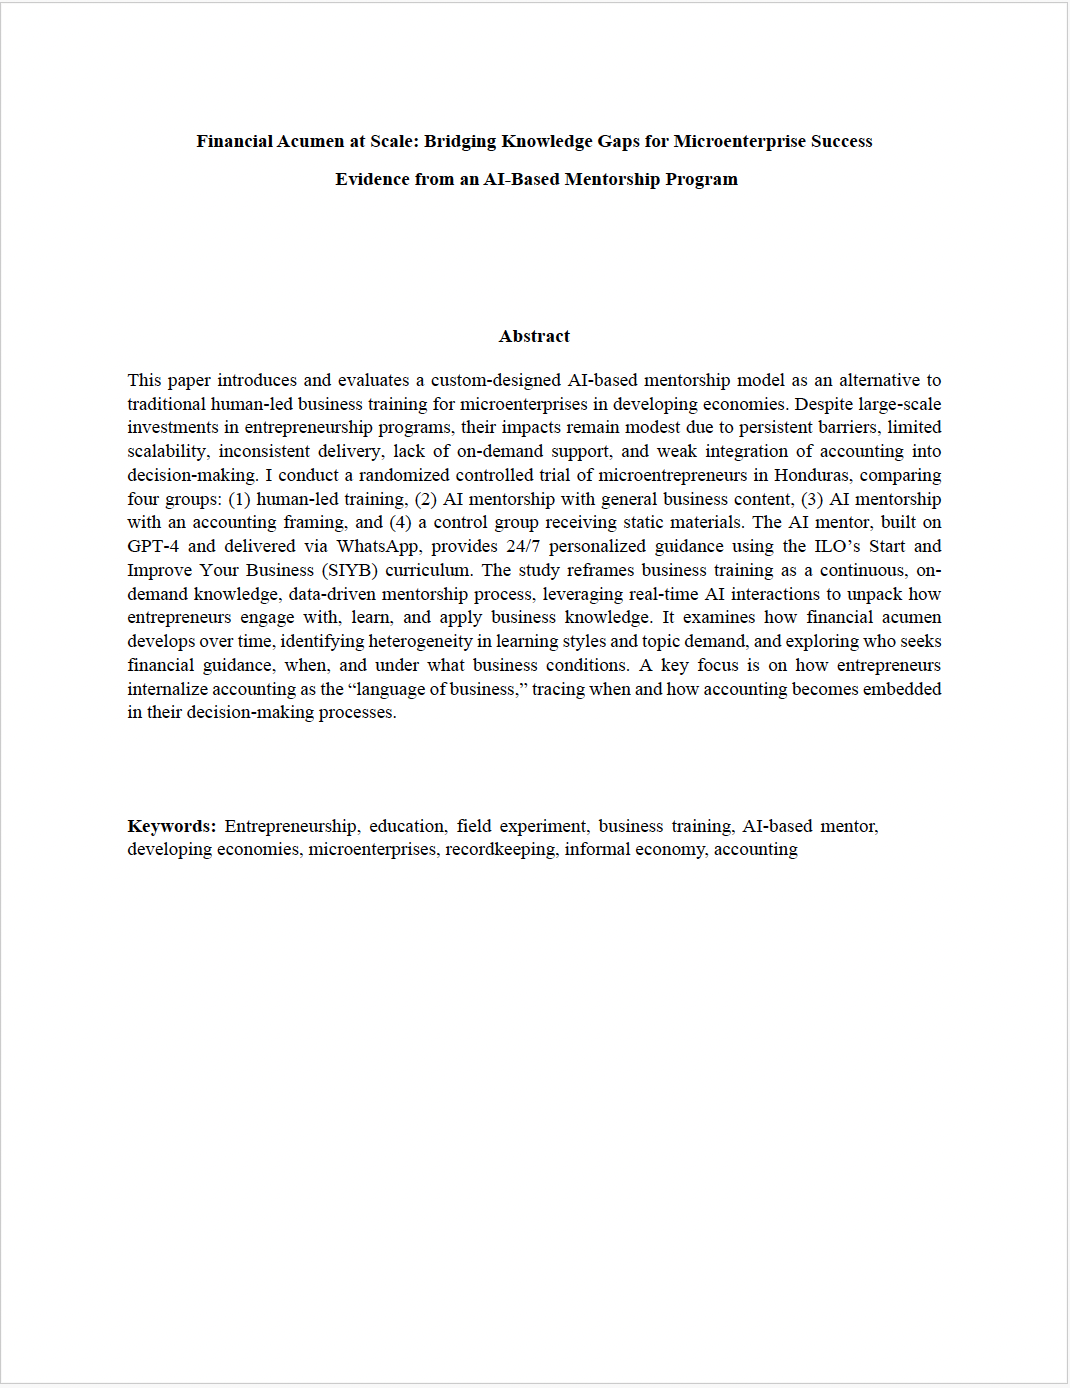 Financial Acumen at Scale: Bridging Knowledge Gaps for Microenterprise Success
Evidence from an AI-Based Mentorship Program
Abstract
This paper introduces and evaluates a custom-designed AI-based mentorship model as an alternative to
traditional human-led business training for microenterprises in developing economies. Despite large-scale
investments in entrepreneurship programs, their impacts remain modest due to persistent barriers, limited
scalability, inconsistent delivery, lack of on-demand support, and weak integration of accounting into
decision-making. I conduct a randomized controlled trial of microentrepreneurs in Honduras, comparing
four groups: (1) human-led training, (2) AI mentorship with general business content, (3) AI mentorship
with an accounting framing, and (4) a control group receiving static materials. The AI mentor, built on
GPT-4 and delivered via WhatsApp, provides 24/7 personalized guidance using the ILO’s Start and
Improve Your Business (SIYB) curriculum. The study reframes business training as a continuous, on-
demand knowledge, data-driven mentorship process, leveraging real-time AI interactions to unpack how
entrepreneurs engage with, learn, and apply business knowledge. It examines how financial acumen
develops over time, identifying heterogeneity in learning styles and topic demand, and exploring who seeks
financial guidance, when, and under what business conditions. A key focus is on how entrepreneurs
internalize accounting as the “language of business,” tracing when and how accounting becomes embedded
in their decision-making processes.
Keywords: Entrepreneurship, education, field experiment, business training, AI-based mentor,
developing economies, microenterprises, recordkeeping, informal economy, accounting